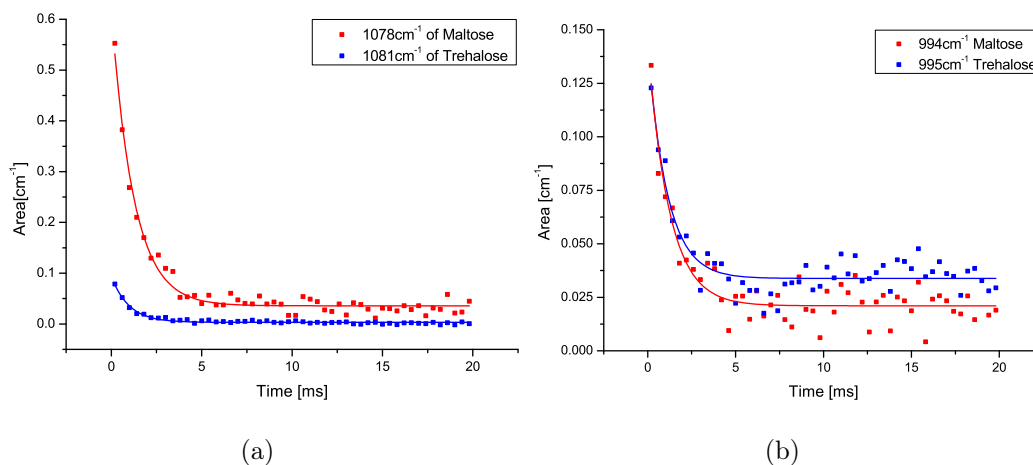 0.6
0.5
0.4
0.3
0.2
0.1
0.0
Area[cm⁻¹]
0
5
10
15
20
Time [ms]
1078cm⁻¹ of Maltose
1081cm⁻¹ of Trehalose
(a)
0.150
0.125
0.100
0.075
0.050
0.025
0.000
Area [cm⁻¹]
0
5
10
15
20
Time [ms]
994cm⁻¹ Maltose
995cm⁻¹ Trehalose
(b)